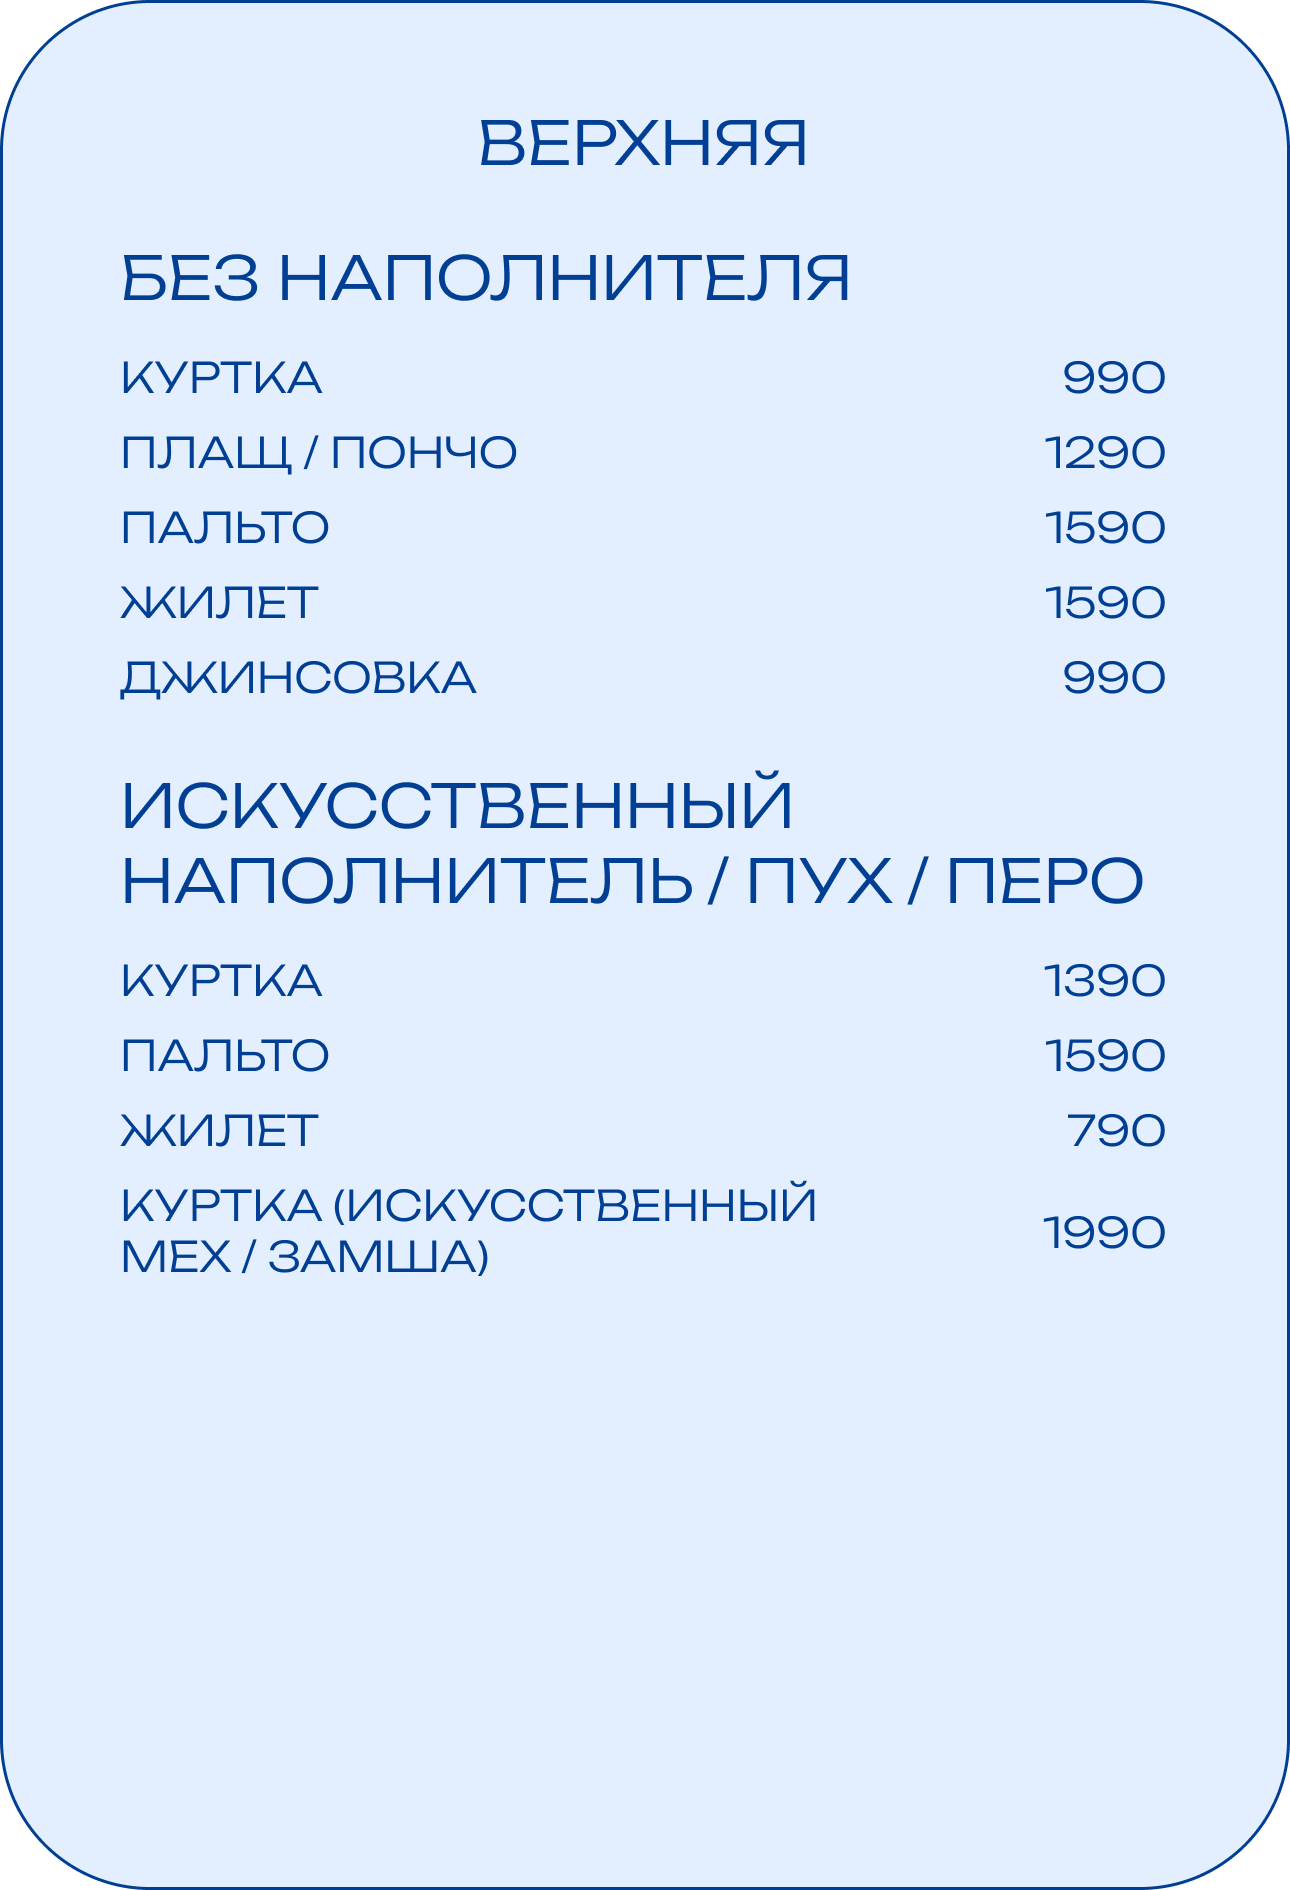 ВЕРХНЯЯ
БЕЗ НАПОЛНИТЕЛЯ
КУРТКА 990
ПЛАЩ / ПОНЧО 1290
ПАЛЬТО 1590
ЖИЛЕТ 1590
ДЖИНСОВКА 990
ИСКУССТВЕННЫЙ
НАПОЛНИТЕЛЬ / ПУХ / ПЕРО
КУРТКА 1390
ПАЛЬТО 1590
ЖИЛЕТ 790
КУРТКА (ИСКУССТВЕННЫЙ
МЕХ / ЗАМША) 1990